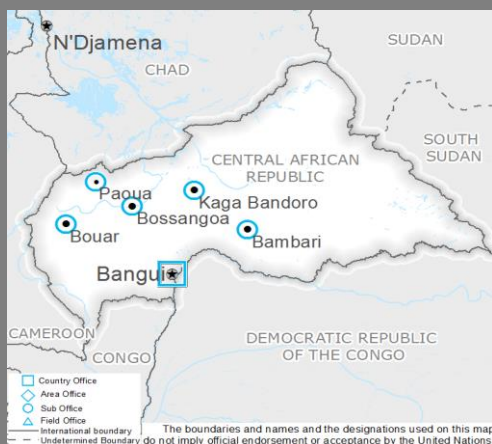 N'Djamena
SUDAN
CHAD
SOUTH
SUDAN
CENTRAL AFRICAN
REPUBLIC
Paoua
Kaga Bandoro
Bossangoa
Bouar
Bambari
Bangui
CAMEROON
CONGO
DEMOCRATIC REPUBLIC
OF THE CONGO
Country Office
Area Office
Sub Office
Field Office
International boundary
Undetermined Boundary
The boundaries and names and the designations used on this map
do not imply official endorsement or acceptance by the United Nations